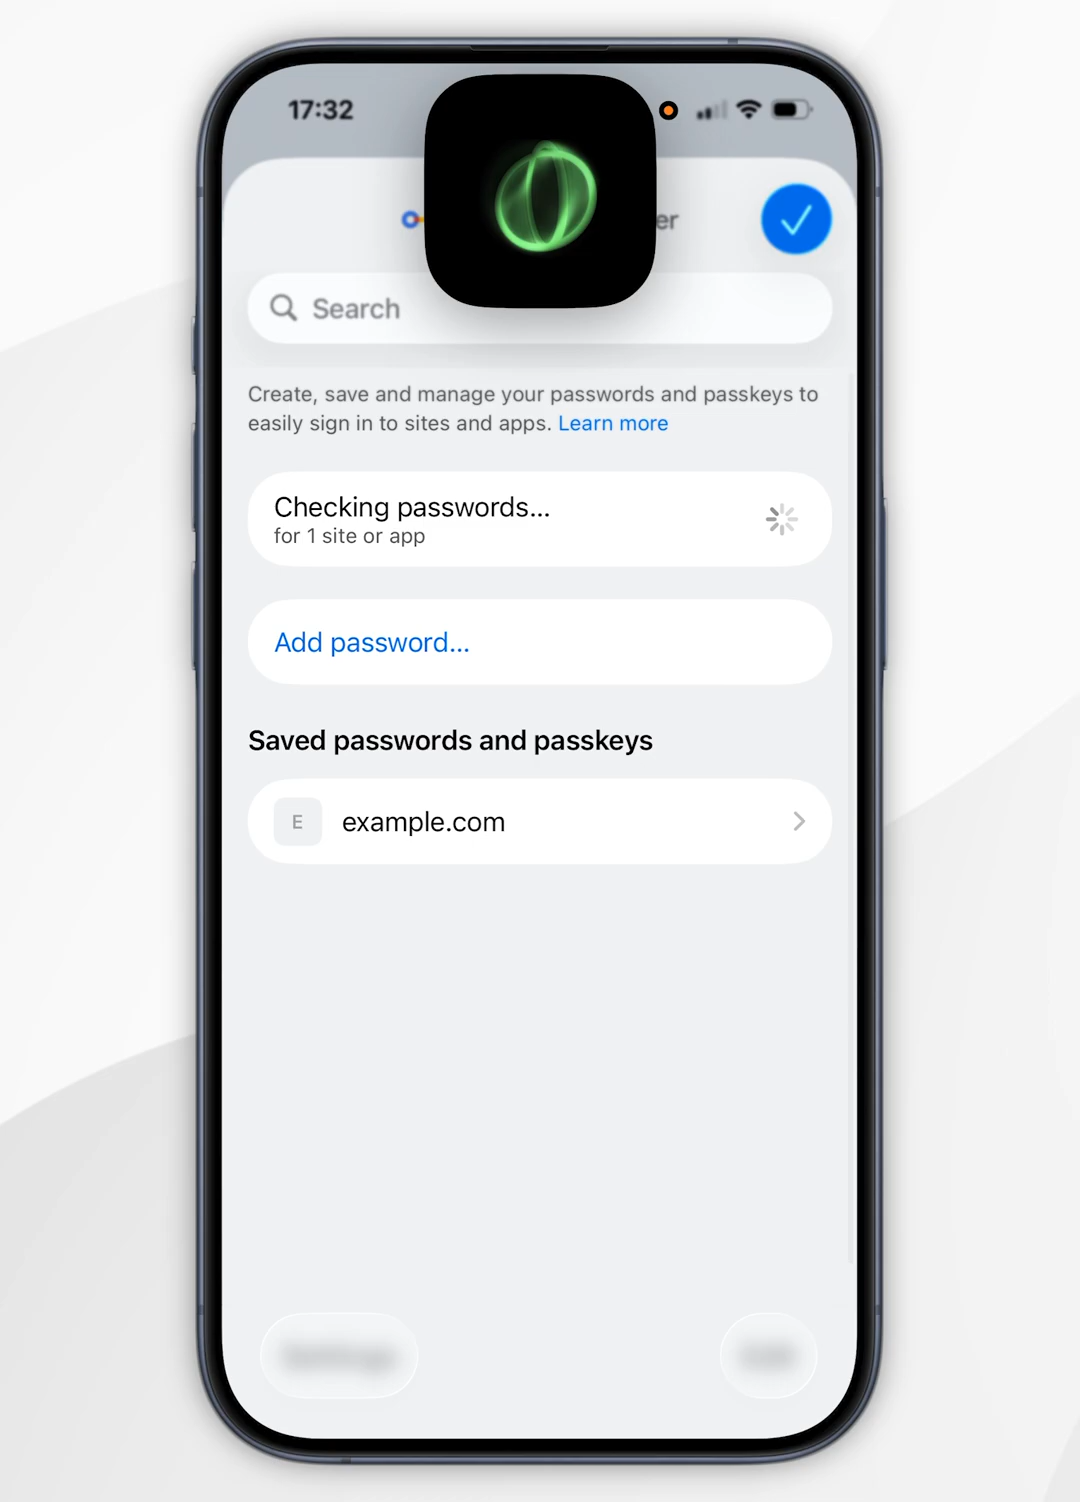 17:32
er
Search
Create, save and manage your passwords and passkeys to
easily sign in to sites and apps. Learn more
Checking passwords...
for 1 site or app
Add password...
Saved passwords and passkeys
E
example.com